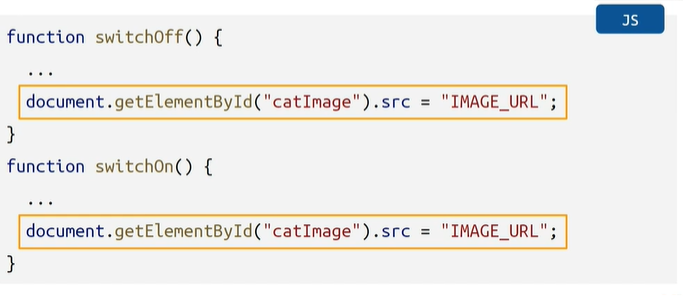 JS
function switchOff() {
...
document.getElementById("catImage").src = "IMAGE_URL";
}
function switchOn() {
...
document.getElementById("catImage").src = "IMAGE_URL";
}